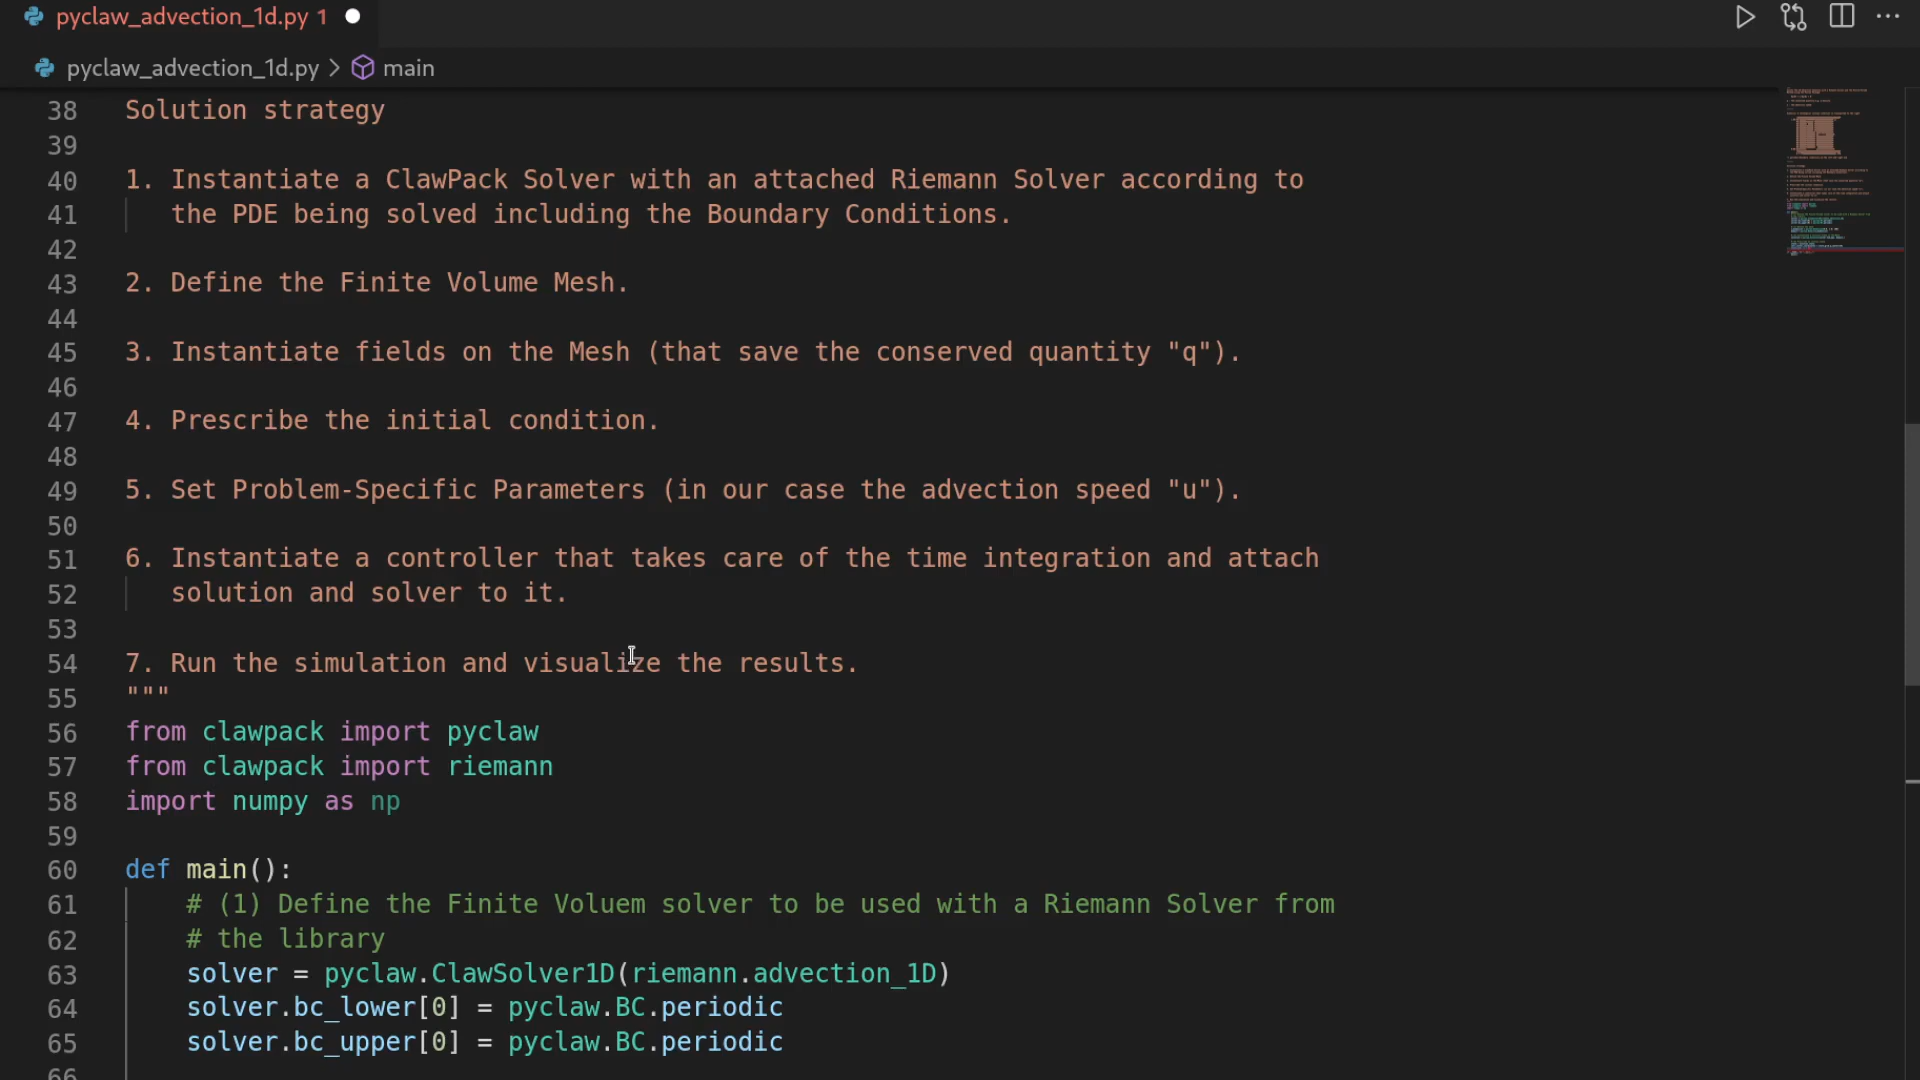 pyclaw_advection_1d.py 1
pyclaw_advection_1d.py > main
38 Solution strategy
39
40 1. Instantiate a ClawPack Solver with an attached Riemann Solver according to
41 the PDE being solved including the Boundary Conditions.
42
43 2. Define the Finite Volume Mesh.
44
45 3. Instantiate fields on the Mesh (that save the conserved quantity "q").
46
47 4. Prescribe the initial condition.
48
49 5. Set Problem-Specific Parameters (in our case the advection speed "u").
50
51 6. Instantiate a controller that takes care of the time integration and attach
52 solution and solver to it.
53
54 7. Run the simulation and visualize the results.
55 """
56 from clawpack import pyclaw
57 from clawpack import riemann
58 import numpy as np
59
60 def main():
61 # (1) Define the Finite Voluem solver to be used with a Riemann Solver from
62 # the library
63 solver = pyclaw.ClawSolver1D(riemann.advection_1D)
64 solver.bc_lower[0] = pyclaw.BC.periodic
65 solver.bc_upper[0] = pyclaw.BC.periodic
66